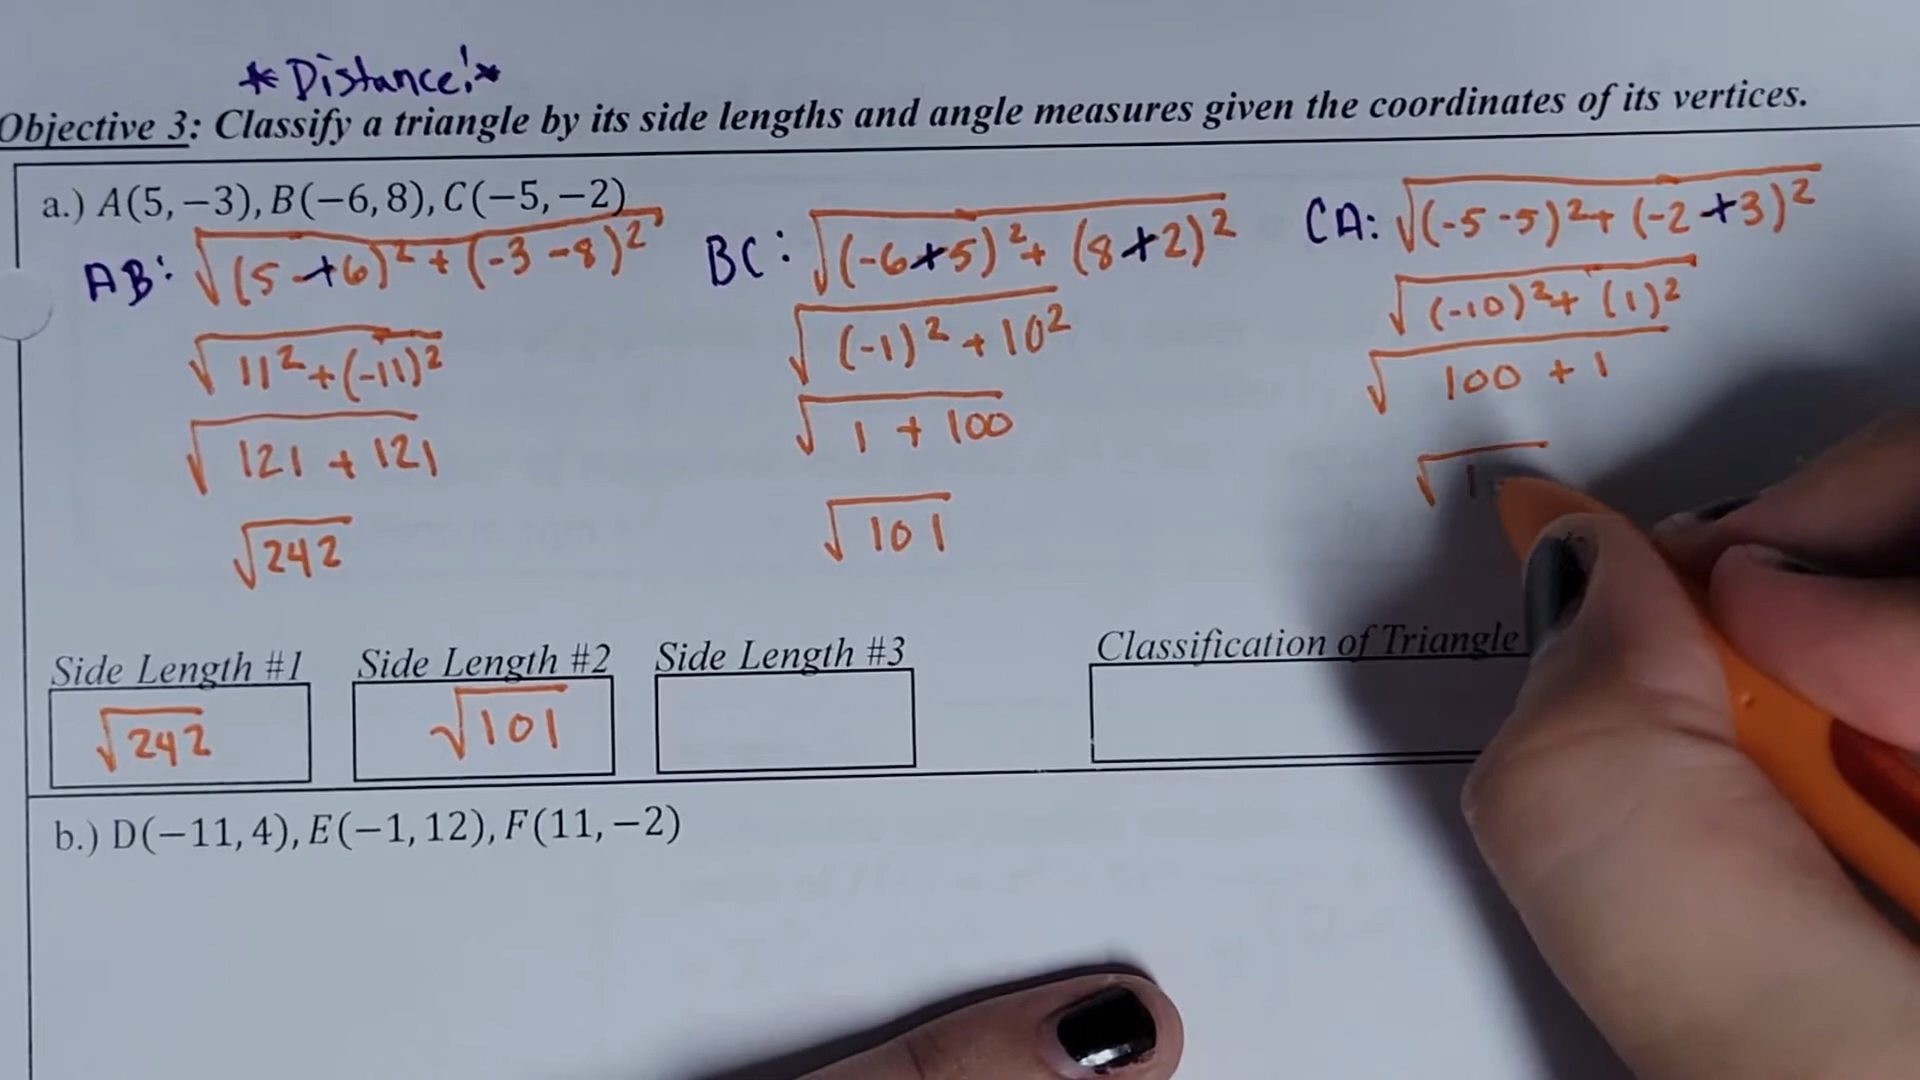 *Distance!*
Objective 3: Classify a triangle by its side lengths and angle measures given the coordinates of its vertices.
a.) A(5, −3), B(−6, 8), C(−5, −2)
AB: √(5+6)² + (-3-8)²
√11² + (-11)²
√121 + 121
√242
BC: √(-6+5)² + (8+2)²
√(-1)² + 10²
√1 + 100
√101
CA: √(-5-5)² + (-2+3)²
√(-10)² + (1)²
√100 + 1
√1
Side Length #1 Side Length #2 Side Length #3 Classification of Triangle
√242 √101
b.) D(−11, 4), E(−1, 12), F(11, −2)